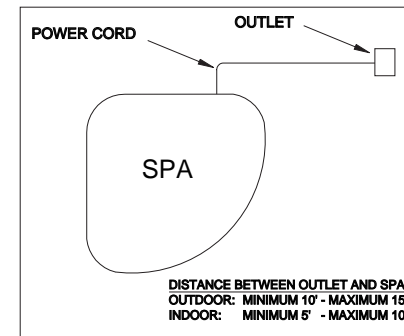 POWER CORD
OUTLET
SPA
DISTANCE BETWEEN OUTLET AND SPA
OUTDOOR: MINIMUM 10' - MAXIMUM 15
INDOOR: MINIMUM 5' - MAXIMUM 10